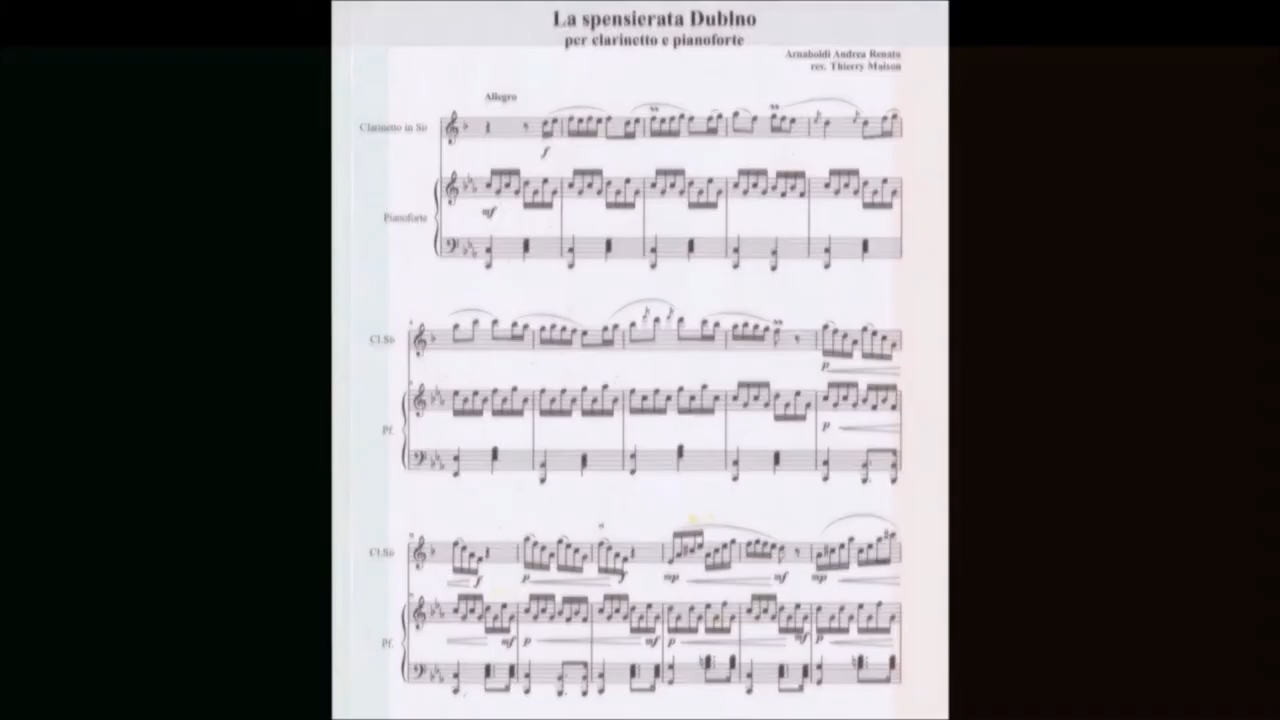 La spensierata Dublno
per clarinetto e pianoforte
Arnaboldi Andrea Renato
rev. Thierry Maison
Allegro
Clarinetto in Sib
f
mf
Pianoforte
Cl.Sib
p
Pf.
p
Cl.Sib
f p f mp mf mp
mf p mf p mf p
Pf.